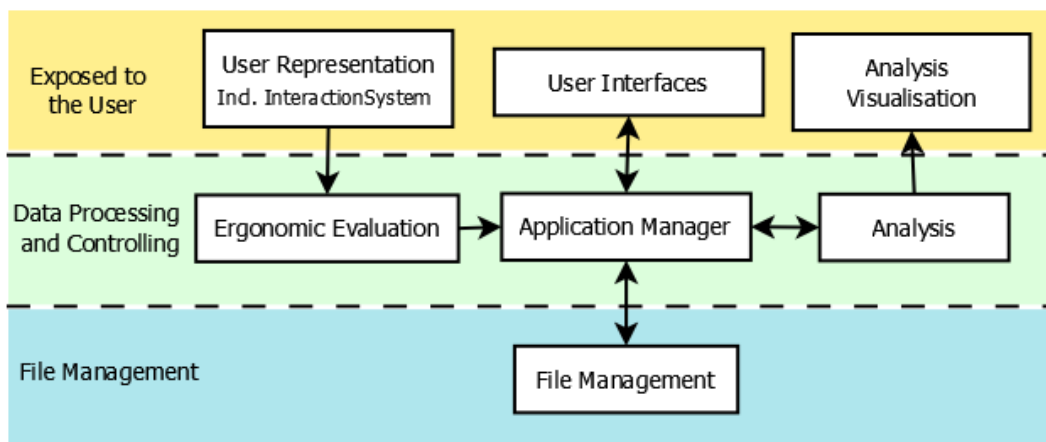 Exposed to
the User
User Representation
Incl. InteractionSystem
User Interfaces
Analysis
Visualisation
Data Processing
and Controlling
Ergonomic Evaluation
Application Manager
Analysis
File Management
File Management